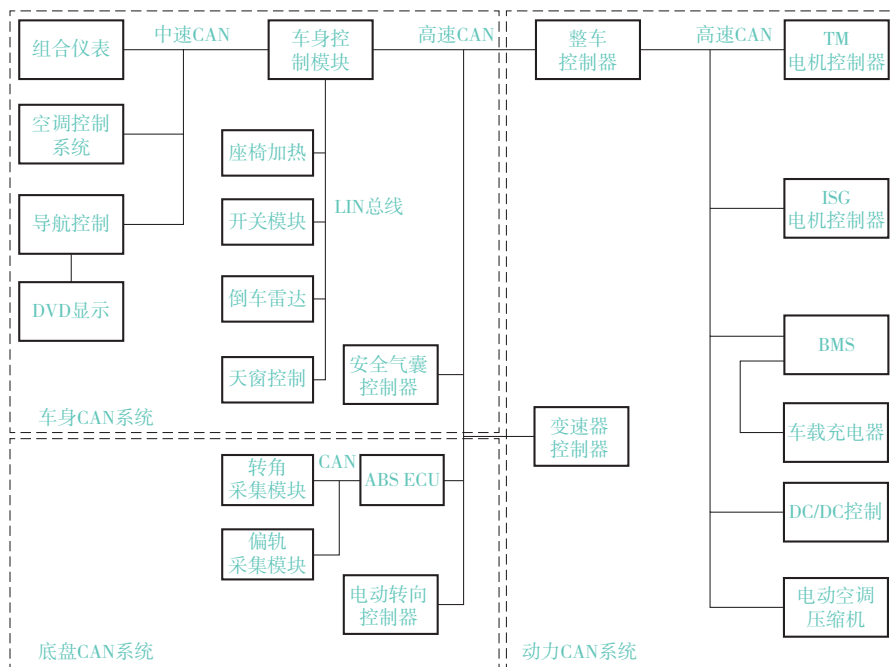 组合仪表
中速CAN
车身控
制模块
高速CAN
整车
控制器
高速CAN
TM
电机控制器
空调控制
系统
座椅加热
导航控制
开关模块
LIN总线
ISG
电机控制器
DVD显示
倒车雷达
BMS
天窗控制
安全气囊
控制器
车身CAN系统
变速器
控制器
车载充电器
转角
采集模块
CAN
ABS ECU
DC/DC控制
偏轨
采集模块
电动转向
控制器
电动空调
压缩机
底盘CAN系统
动力CAN系统